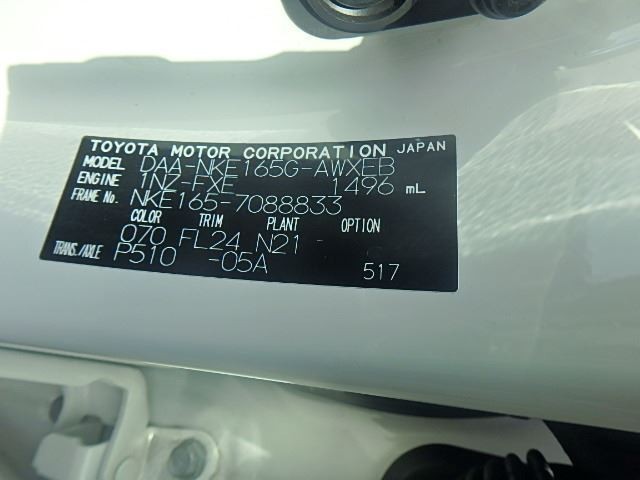 TOYOTA MOTOR CORPORATION JAPAN
MODEL DAA-NKE165G-AWXEB
ENGINE 1NZ-FXE 1496 mL
FRAME No. NKE165-7088833
COLOR TRIM PLANT OPTION
070 FL24 N21
TRANS./AXLE P510 -05A
517